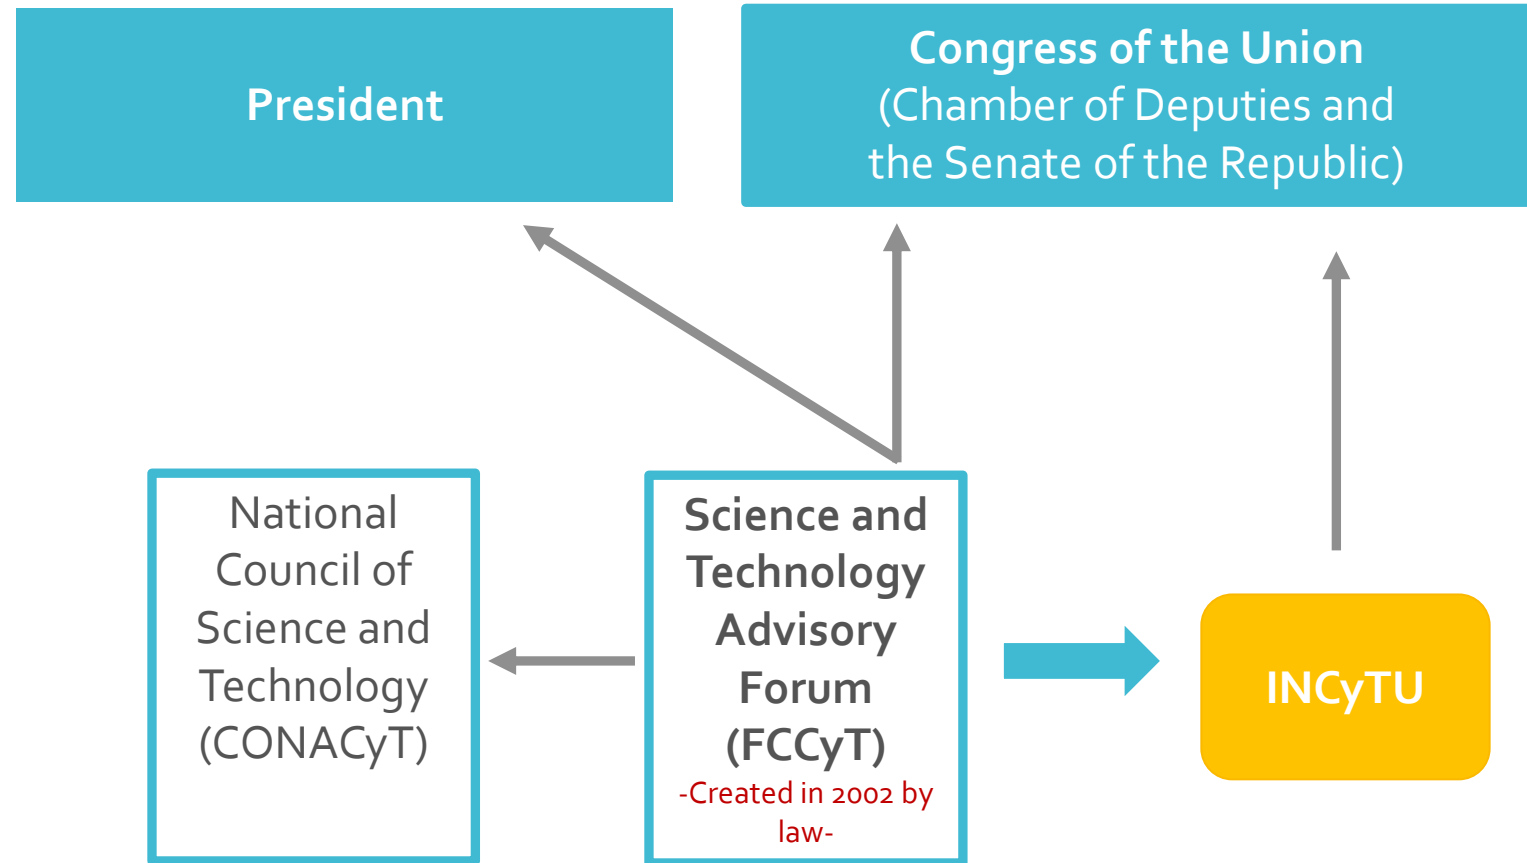 President
Congress of the Union
(Chamber of Deputies and
the Senate of the Republic)
National
Council of
Science and
Technology
(CONACyT)
Science and
Technology
Advisory
Forum
(FCCyT)
-Created in 2002 by
law-
INCyTU